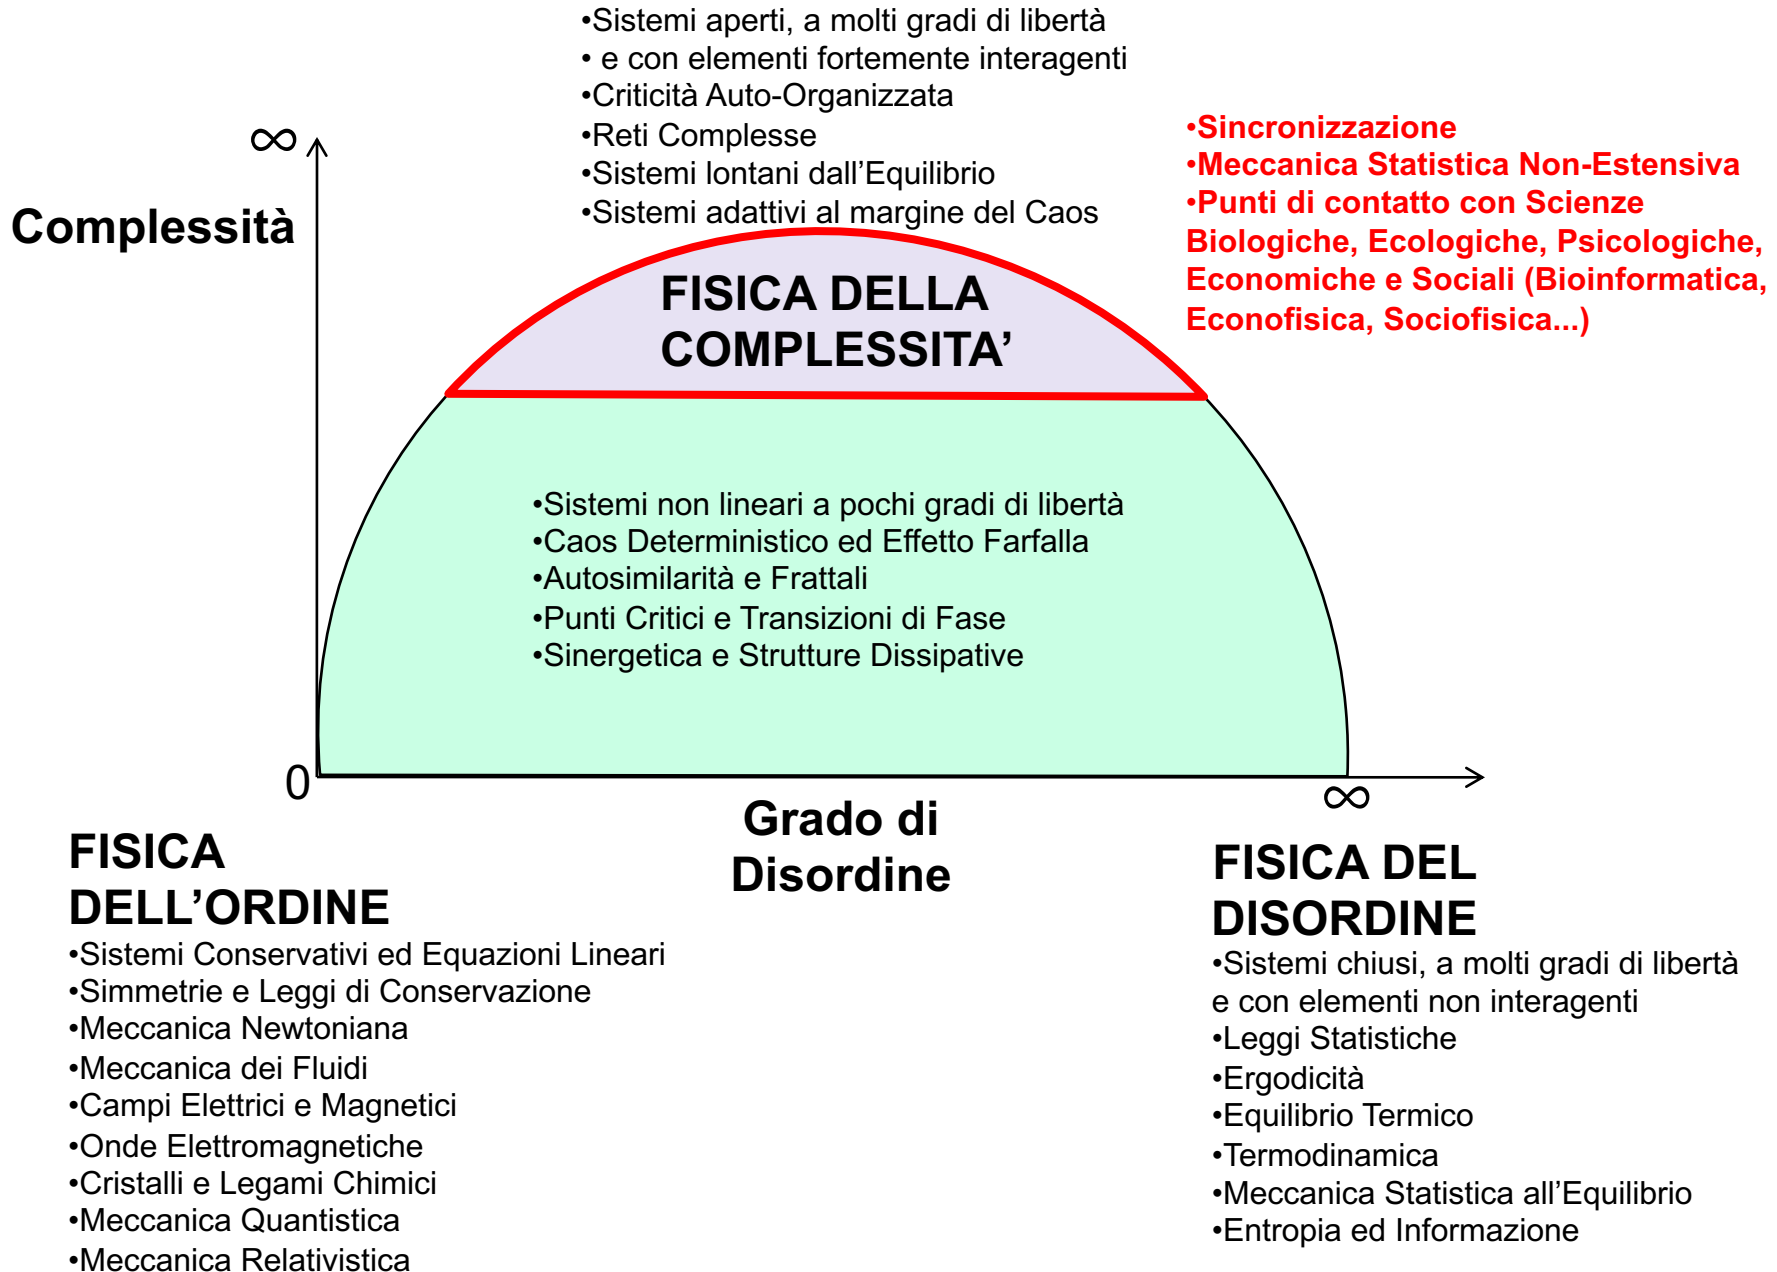 •Sistemi aperti, a molti gradi di libertà
• e con elementi fortemente interagenti
•Criticità Auto-Organizzata
•Reti Complesse
•Sistemi lontani dall’Equilibrio
•Sistemi adattivi al margine del Caos
•Sincronizzazione
•Meccanica Statistica Non-Estensiva
•Punti di contatto con Scienze
Biologiche, Ecologiche, Psicologiche,
Economiche e Sociali (Bioinformatica,
Econofisica, Sociofisica...)
∞
Complessità
FISICA DELLA
COMPLESSITA’
•Sistemi non lineari a pochi gradi di libertà
•Caos Deterministico ed Effetto Farfalla
•Autosimilarità e Frattali
•Punti Critici e Transizioni di Fase
•Sinergetica e Strutture Dissipative
0
∞
Grado di
Disordine
FISICA
DELL’ORDINE
•Sistemi Conservativi ed Equazioni Lineari
•Simmetrie e Leggi di Conservazione
•Meccanica Newtoniana
•Meccanica dei Fluidi
•Campi Elettrici e Magnetici
•Onde Elettromagnetiche
•Cristalli e Legami Chimici
•Meccanica Quantistica
•Meccanica Relativistica
FISICA DEL
DISORDINE
•Sistemi chiusi, a molti gradi di libertà
e con elementi non interagenti
•Leggi Statistiche
•Ergodicità
•Equilibrio Termico
•Termodinamica
•Meccanica Statistica all’Equilibrio
•Entropia ed Informazione